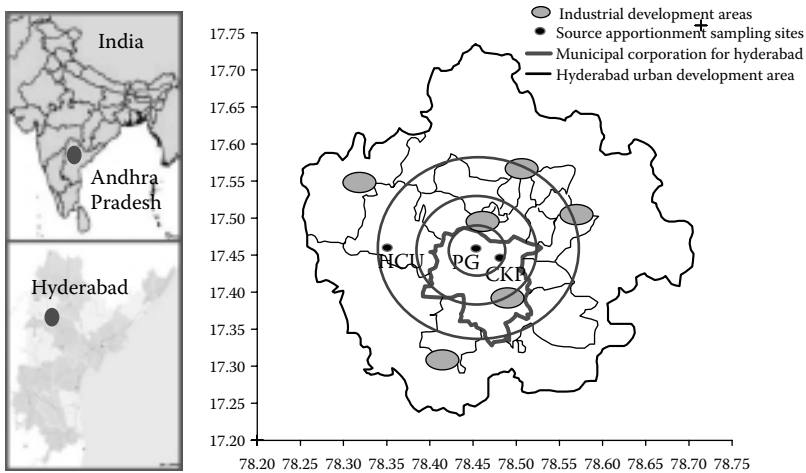 India
Andhra
Pradesh
Hyderabad
Industrial development areas
Source apportionment sampling sites
Municipal corporation for hyderabad
Hyderabad urban development area
17.75
17.70
17.65
17.60
17.55
17.50
17.45
17.40
17.35
17.30
17.25
17.20
HCU
PG
CKP
78.20 78.25 78.30 78.35 78.40 78.45 78.50 78.55 78.60 78.65 78.70 78.75